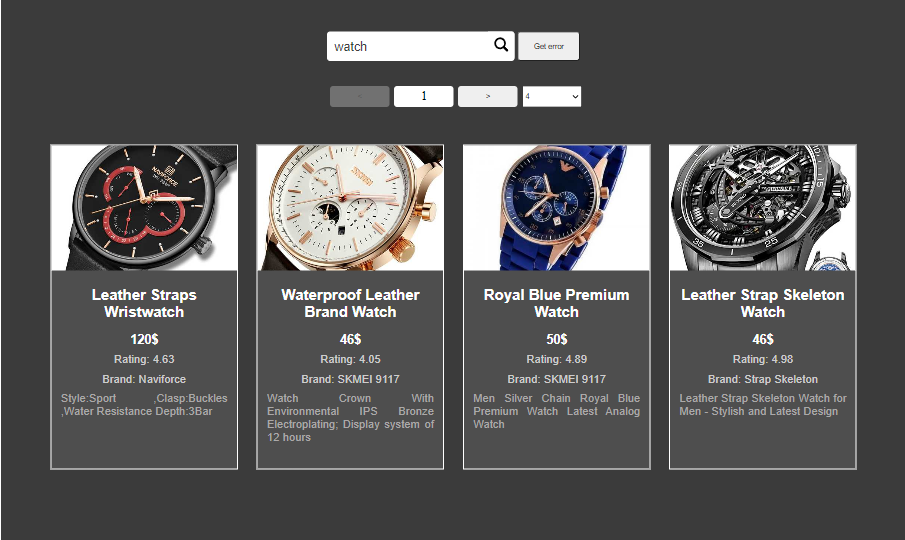 watch
Get error
<
1
>
4
NAVIFORCE
Leather Straps
Wristwatch
120$
Rating: 4.63
Brand: Naviforce
Style:Sport ,Clasp:Buckles
,Water Resistance Depth:3Bar
Waterproof Leather
Brand Watch
46$
Rating: 4.05
Brand: SKMEI 9117
Watch Crown With
Environmental IPS Bronze
Electroplating; Display system of
12 hours
Royal Blue Premium
Watch
50$
Rating: 4.89
Brand: SKMEI 9117
Men Silver Chain Royal Blue
Premium Watch Latest Analog
Watch
Leather Strap Skeleton
Watch
46$
Rating: 4.98
Brand: Strap Skeleton
Leather Strap Skeleton Watch for
Men - Stylish and Latest Design